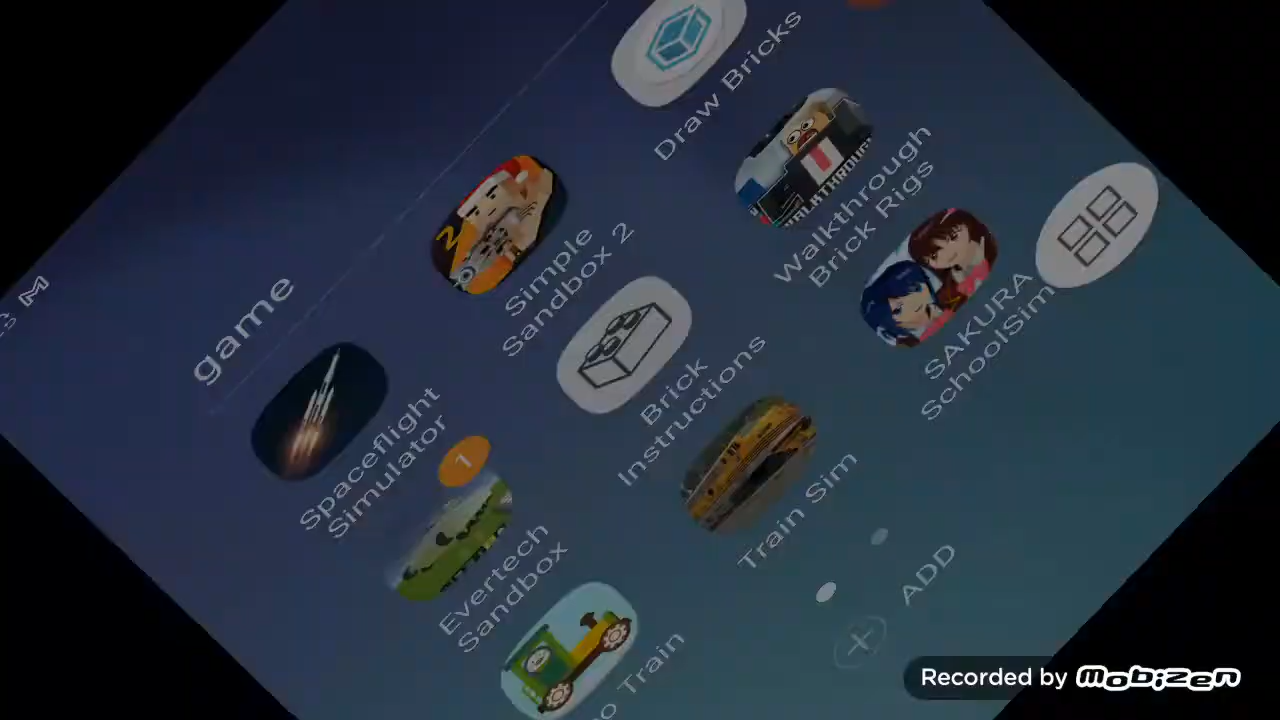 game
Spaceflight
Simulator
Simple
Sandbox 2
Draw Bricks
1
Evertech
Sandbox
Brick
Instructions
Walkthrough
Brick Rigs
Train
Train Sim
SAKURA
SchoolSim
ADD
Recorded by mobizen